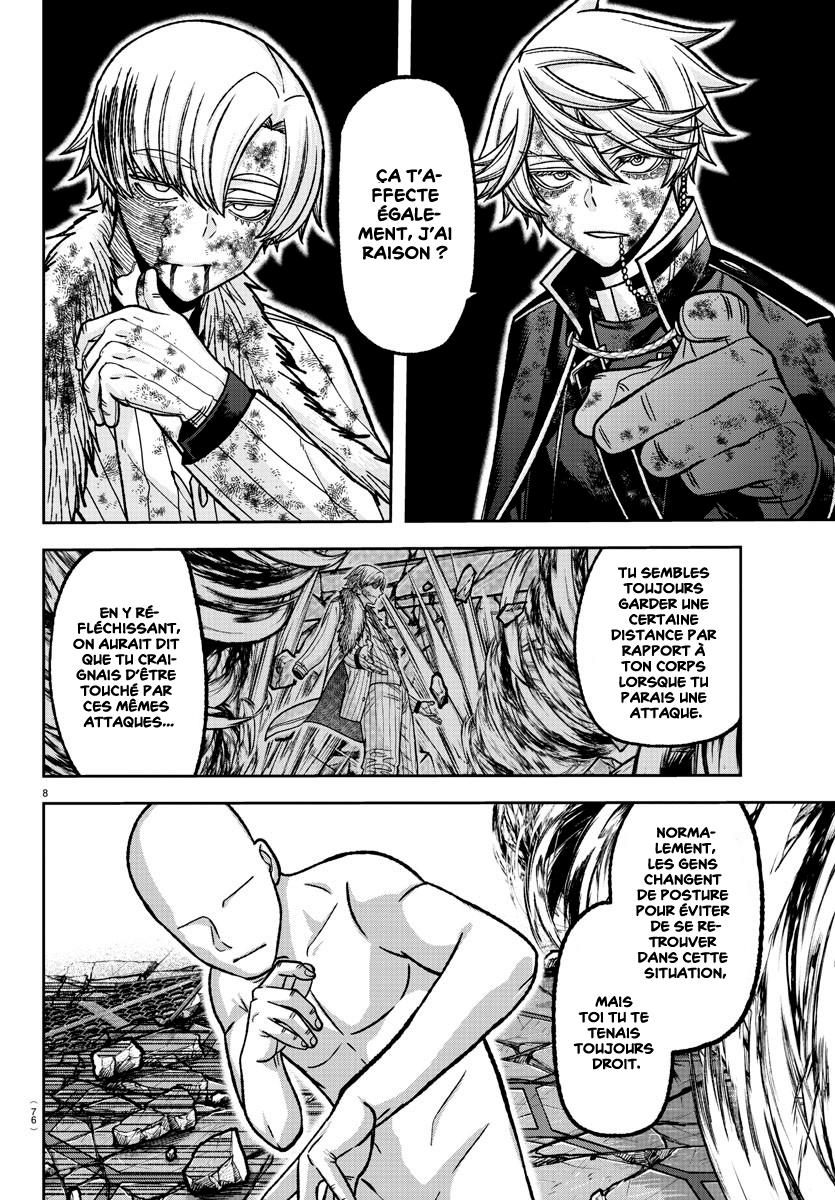 ÇA T'A-
FFECTE
ÉGALE-
MENT, J'AI
RAISON ?
TU SEMBLES
TOUJOURS
GARDER UNE
CERTAINE
DISTANCE PAR
RAPPORT À
TON CORPS
LORSQUE TU
PARAIS UNE
ATTAQUE.
EN Y RÉ-
FLÉCHISSANT,
ON AURAIT DIT
QUE TU CRAI-
GNAIS D'ÊTRE
TOUCHÉ PAR
CES MÊMES
ATTAQUES...
8
NORMA-
LEMENT,
LES GENS
CHANGENT
DE POSTURE
POUR ÉVITER
DE SE RE-
TROUVER
DANS CETTE
SITUATION,
MAIS
TOI TU TE
TENAIS
TOUJOURS
DROIT.
(76)